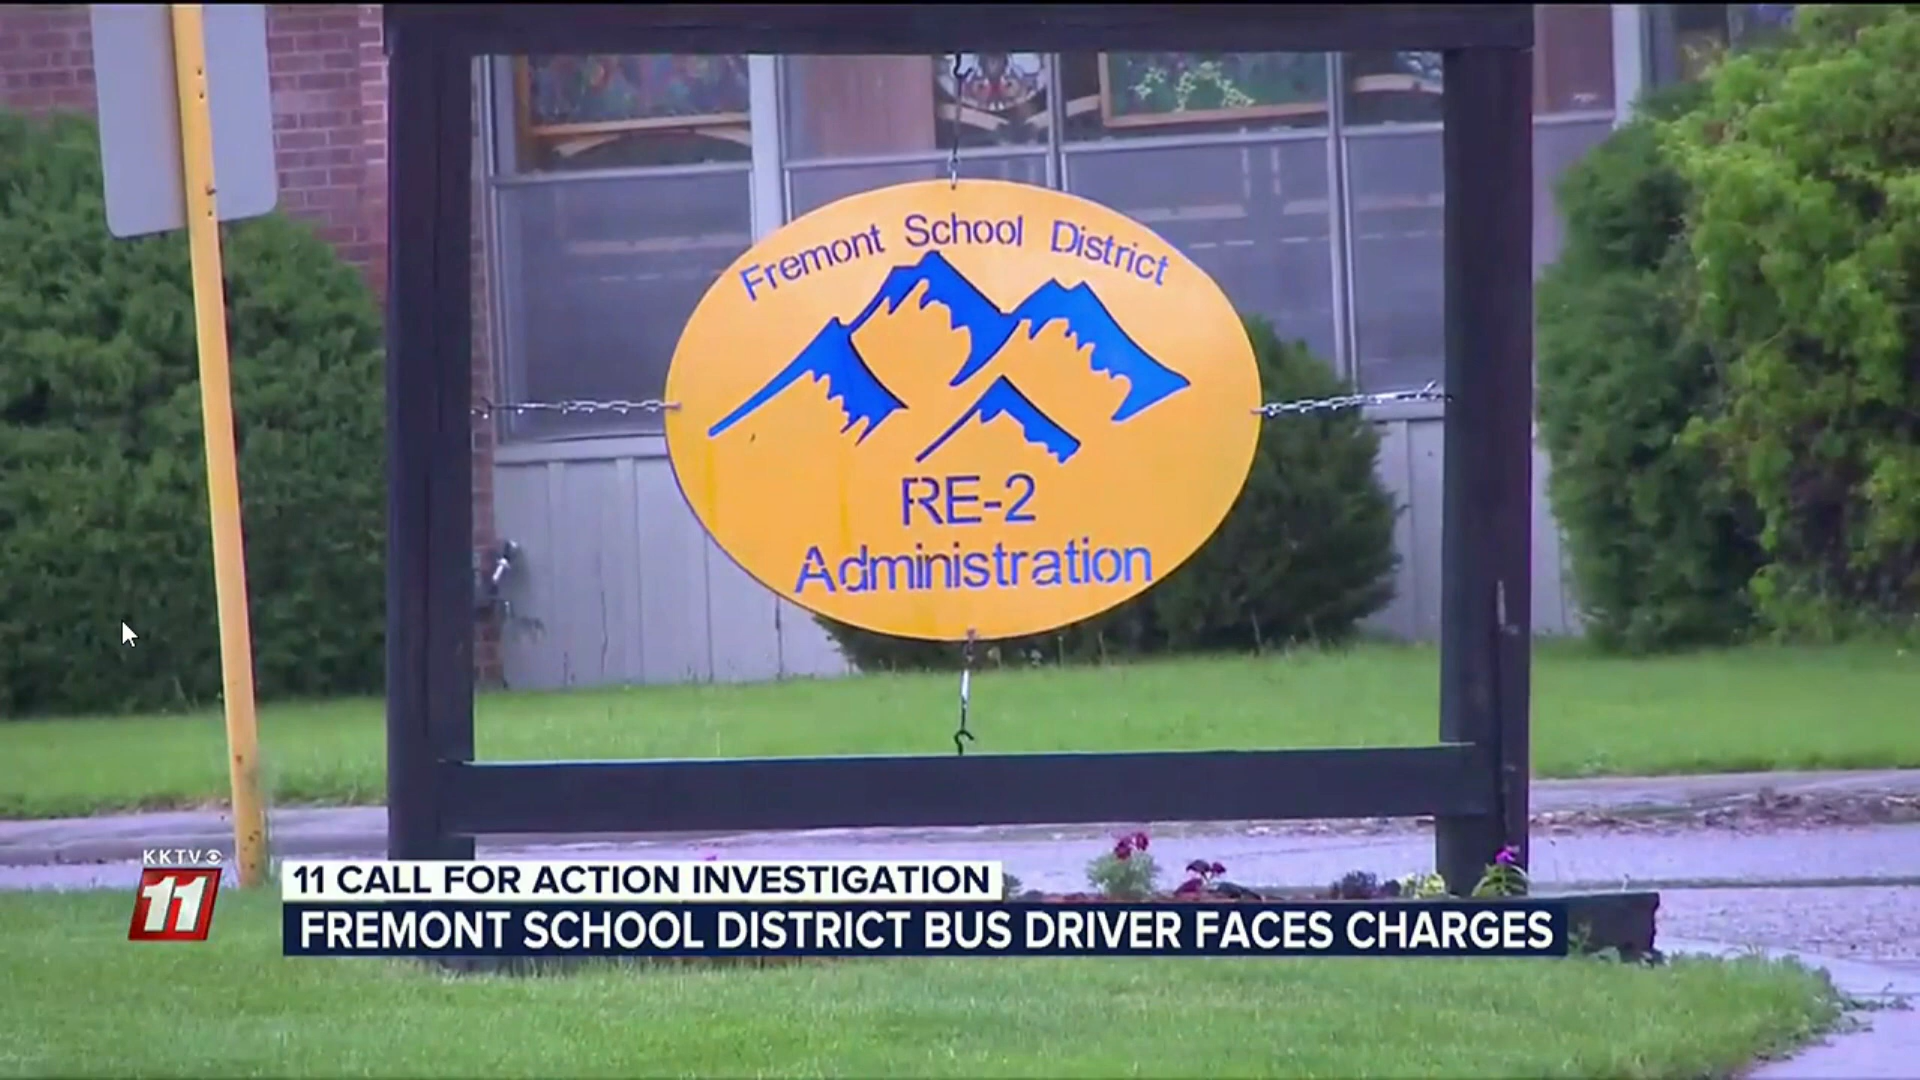 Fremont School District
RE-2
Administration
KKTV
11
11 CALL FOR ACTION INVESTIGATION
FREMONT SCHOOL DISTRICT BUS DRIVER FACES CHARGES